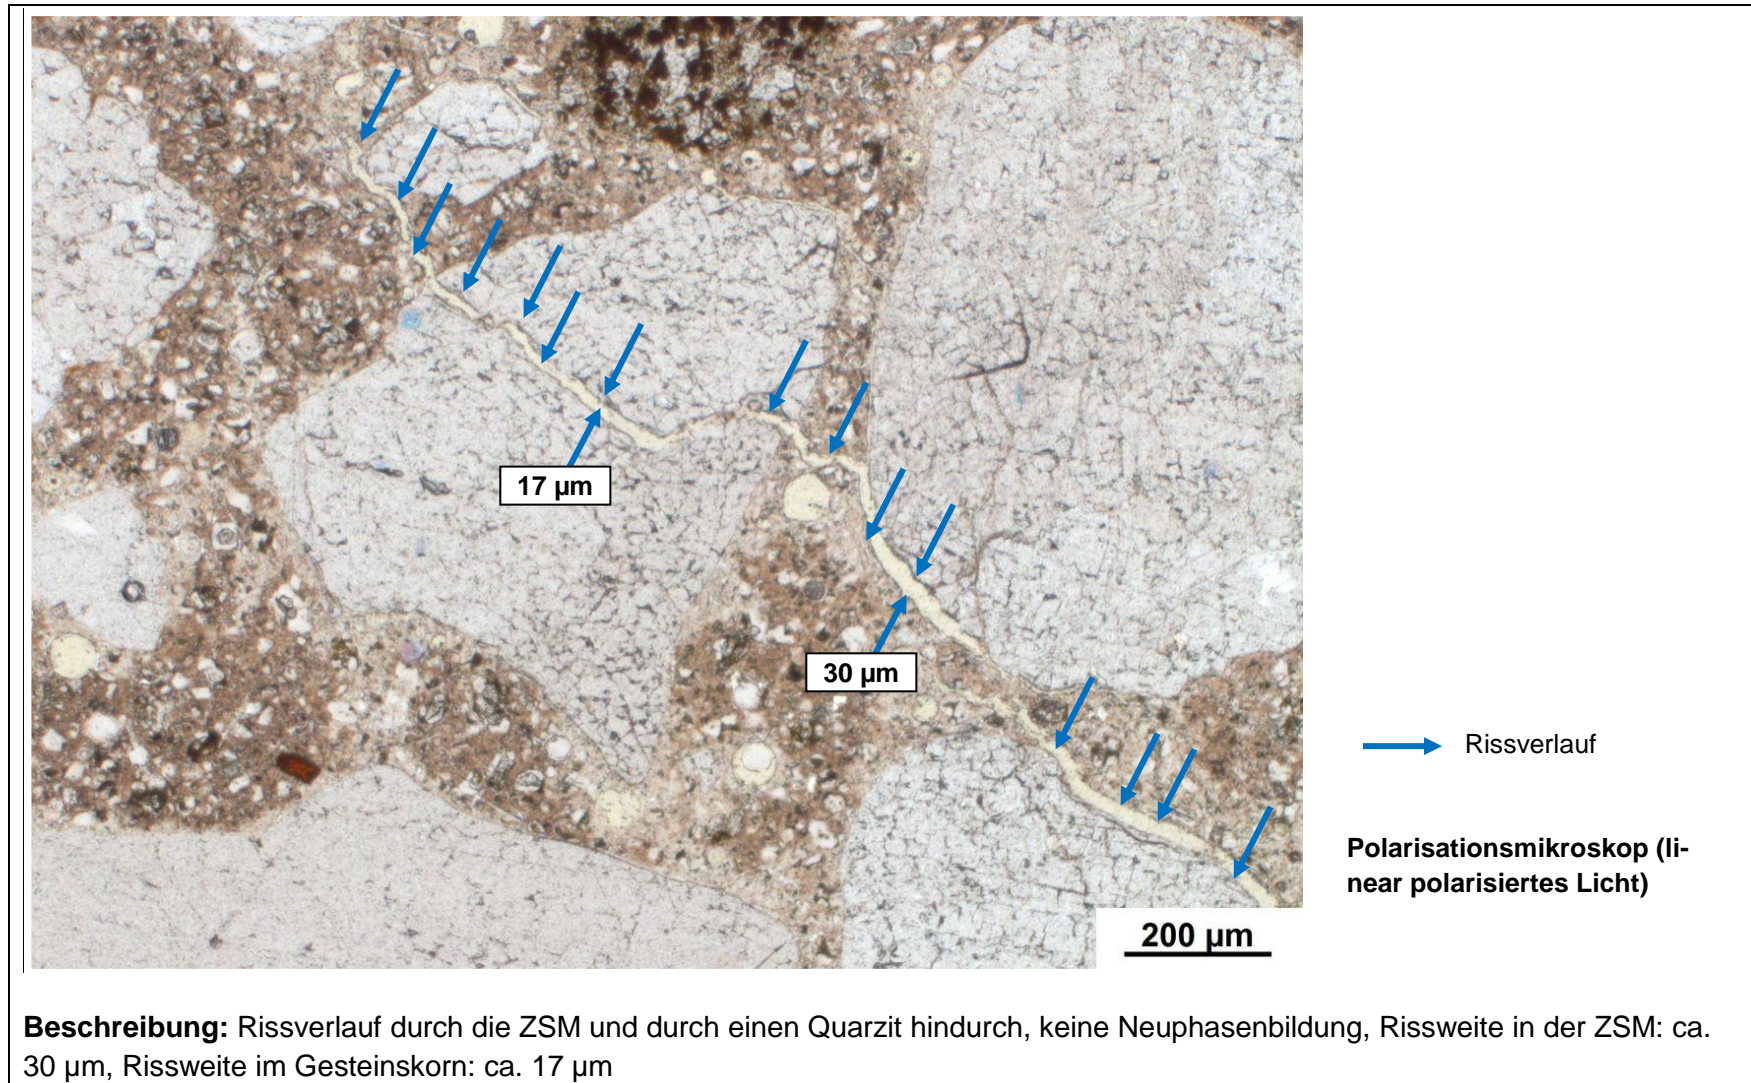 17 µm
30 µm
Rissverlauf
Polarisationsmikroskop (li-
near polarisiertes Licht)
200 µm
Beschreibung: Rissverlauf durch die ZSM und durch einen Quarzit hindurch, keine Neuphasenbildung, Rissweite in der ZSM: ca.
30 µm, Rissweite im Gesteinskorn: ca. 17 µm